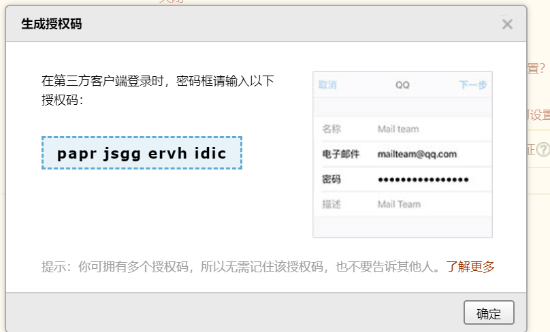 生成授权码
在第三方客户端登录时，密码框请输入以下
授权码：
papr jsgg ervh idic
取消 QQ 下一步
名称 Mail team
电子邮件 mailteam@qq.com
密码 ●●●●●●●●●●●●●●●●
描述 Mail Team
提示：你可拥有多个授权码，所以无需记住该授权码，也不要告诉其他人。了解更多
确定
置？
设置